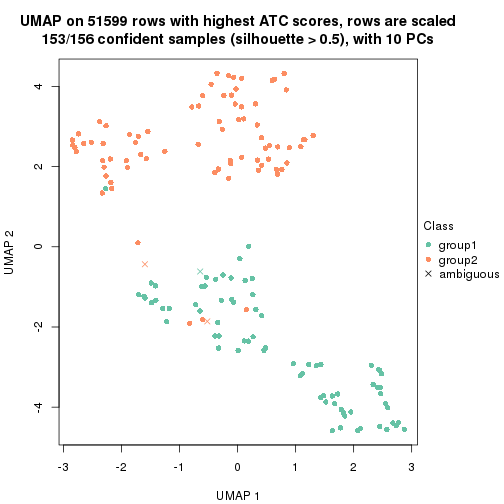 UMAP on 51599 rows with highest ATC scores, rows are scaled
153/156 confident samples (silhouette > 0.5), with 10 PCs
4
2
0
-2
-4
UMAP 2
-3
-2
-1
0
1
2
3
UMAP 1
Class
group1
group2
ambiguous